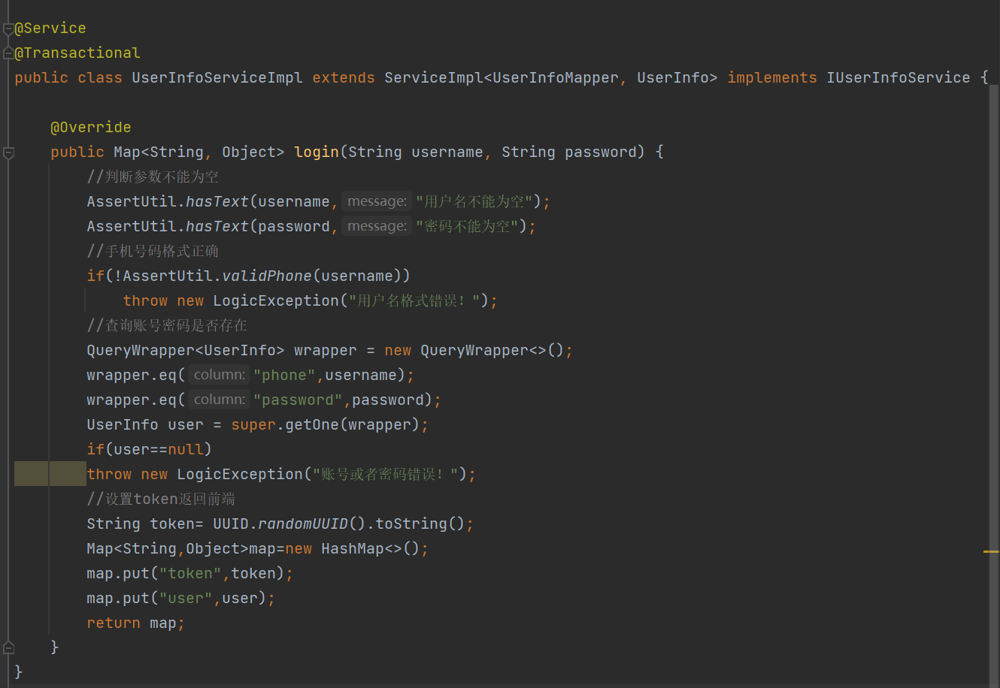 @Service
@Transactional
public class UserInfoServiceImpl extends ServiceImpl<UserInfoMapper, UserInfo> implements IUserInfoService {
@Override
public Map<String, Object> login(String username, String password) {
//判断参数不能为空
AssertUtil.hasText(username, message: "用户名不能为空");
AssertUtil.hasText(password, message: "密码不能为空");
//手机号码格式正确
if(!AssertUtil.validPhone(username))
throw new LogicException("用户名格式错误！");
//查询账号密码是否存在
QueryWrapper<UserInfo> wrapper = new QueryWrapper<>();
wrapper.eq( column: "phone",username);
wrapper.eq( column: "password",password);
UserInfo user = super.getOne(wrapper);
if(user==null)
throw new LogicException("账号或者密码错误！");
//设置token返回前端
String token= UUID.randomUUID().toString();
Map<String,Object>map=new HashMap<>();
map.put("token",token);
map.put("user",user);
return map;
}
}